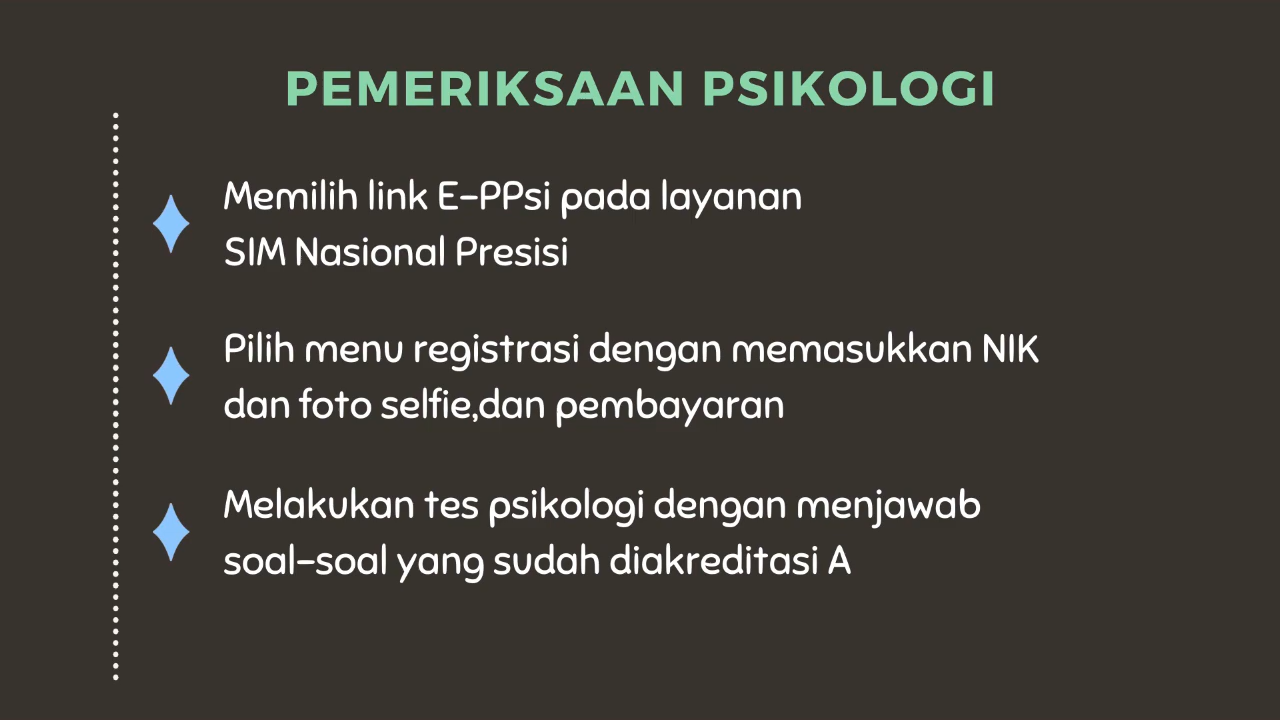 PEMERIKSAAN PSIKOLOGI
Memilih link E-PPsi pada layanan
SIM Nasional Presisi
Pilih menu registrasi dengan memasukkan NIK
dan foto selfie,dan pembayaran
Melakukan tes psikologi dengan menjawab
soal-soal yang sudah diakreditasi A